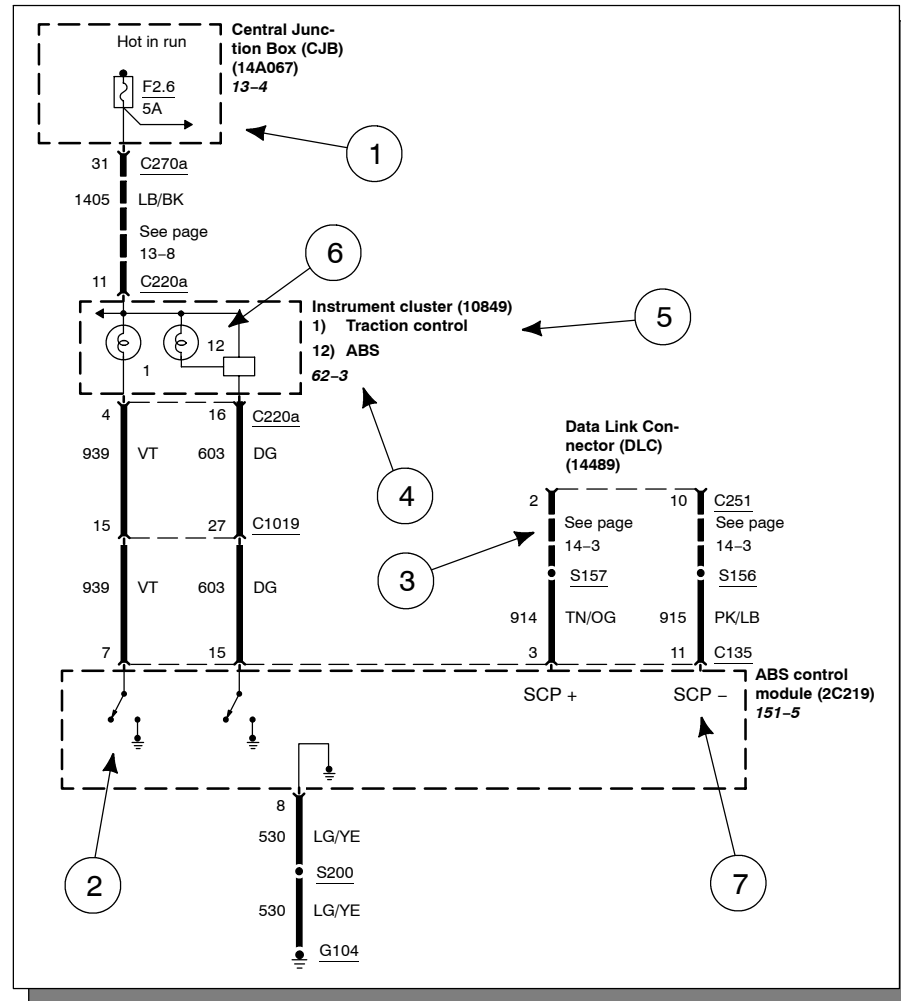 Hot in run
F2.6
5A
Central Junc-
tion Box (CJB)
(14A067)
13–4
1
31 C270a
1405 LB/BK
See page
13–8
11 C220a
6
12
1
Instrument cluster (10849)
1) Traction control
12) ABS
62–3
5
4 16 C220a
939 VT 603 DG
4
15 27 C1019
939 VT 603 DG
7 15
Data Link Con-
nector (DLC)
(14489)
2 10 C251
See page See page
14–3 14–3
3
S157 S156
914 TN/OG 915 PK/LB
3 11 C135
SCP + SCP –
ABS control
module (2C219)
151–5
8
530 LG/YE
2
7
S200
530 LG/YE
G104